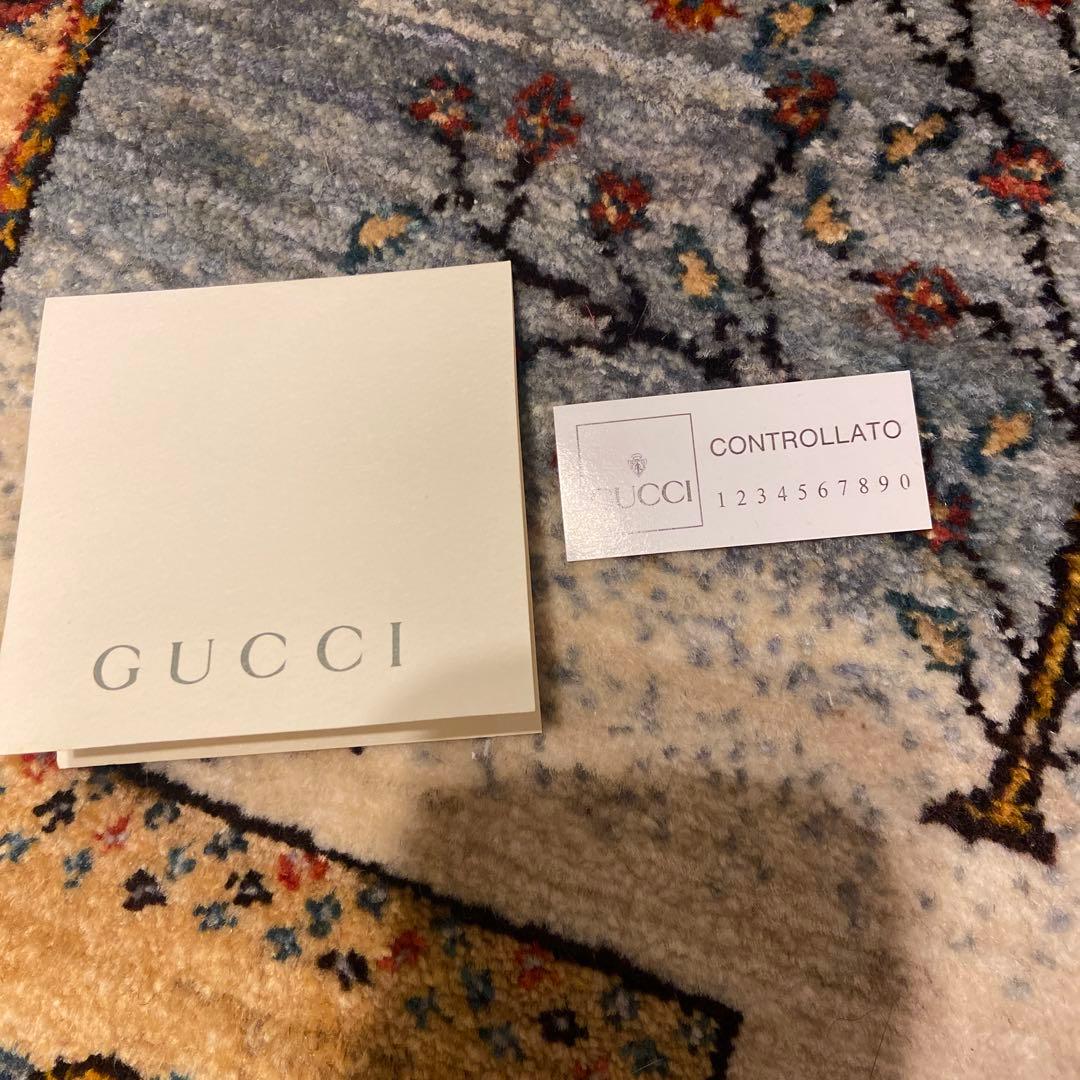 GUCCI
GUCCI
CONTROLLATO
1 2 3 4 5 6 7 8 9 0